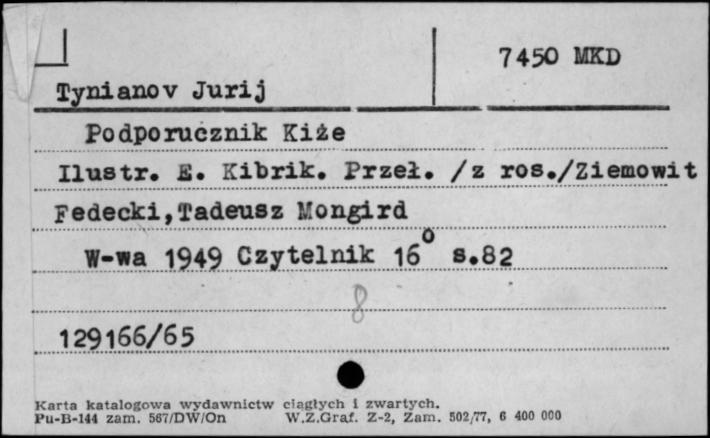 7450 MKD
Tynianov Jurij
Podporucznik Kiże
Ilustr. E. Kibrik. Przeł. /z ros./Ziemowit
Fedecki,Tadeusz Mongird
W-wa 1949 Czytelnik 16° s.82
8
129166/65
Karta katalogowa wydawnictw ciągłych i zwartych.
Pu-B-144 zam. 567/DW/On W.Z.Graf. Z-2, Zam. 502/77, 6 400 000